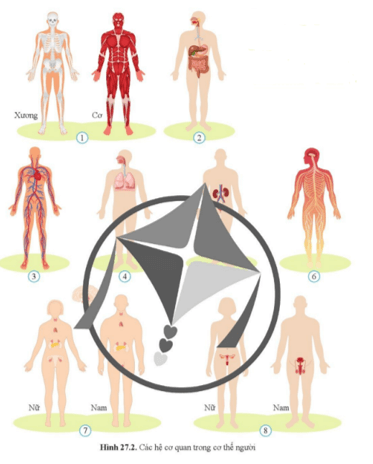 Xương
Cơ
1
2
3
4
6
Nữ
Nam
Nữ
Nam
7
8
Hình 27.2. Các hệ cơ quan trong cơ thể người